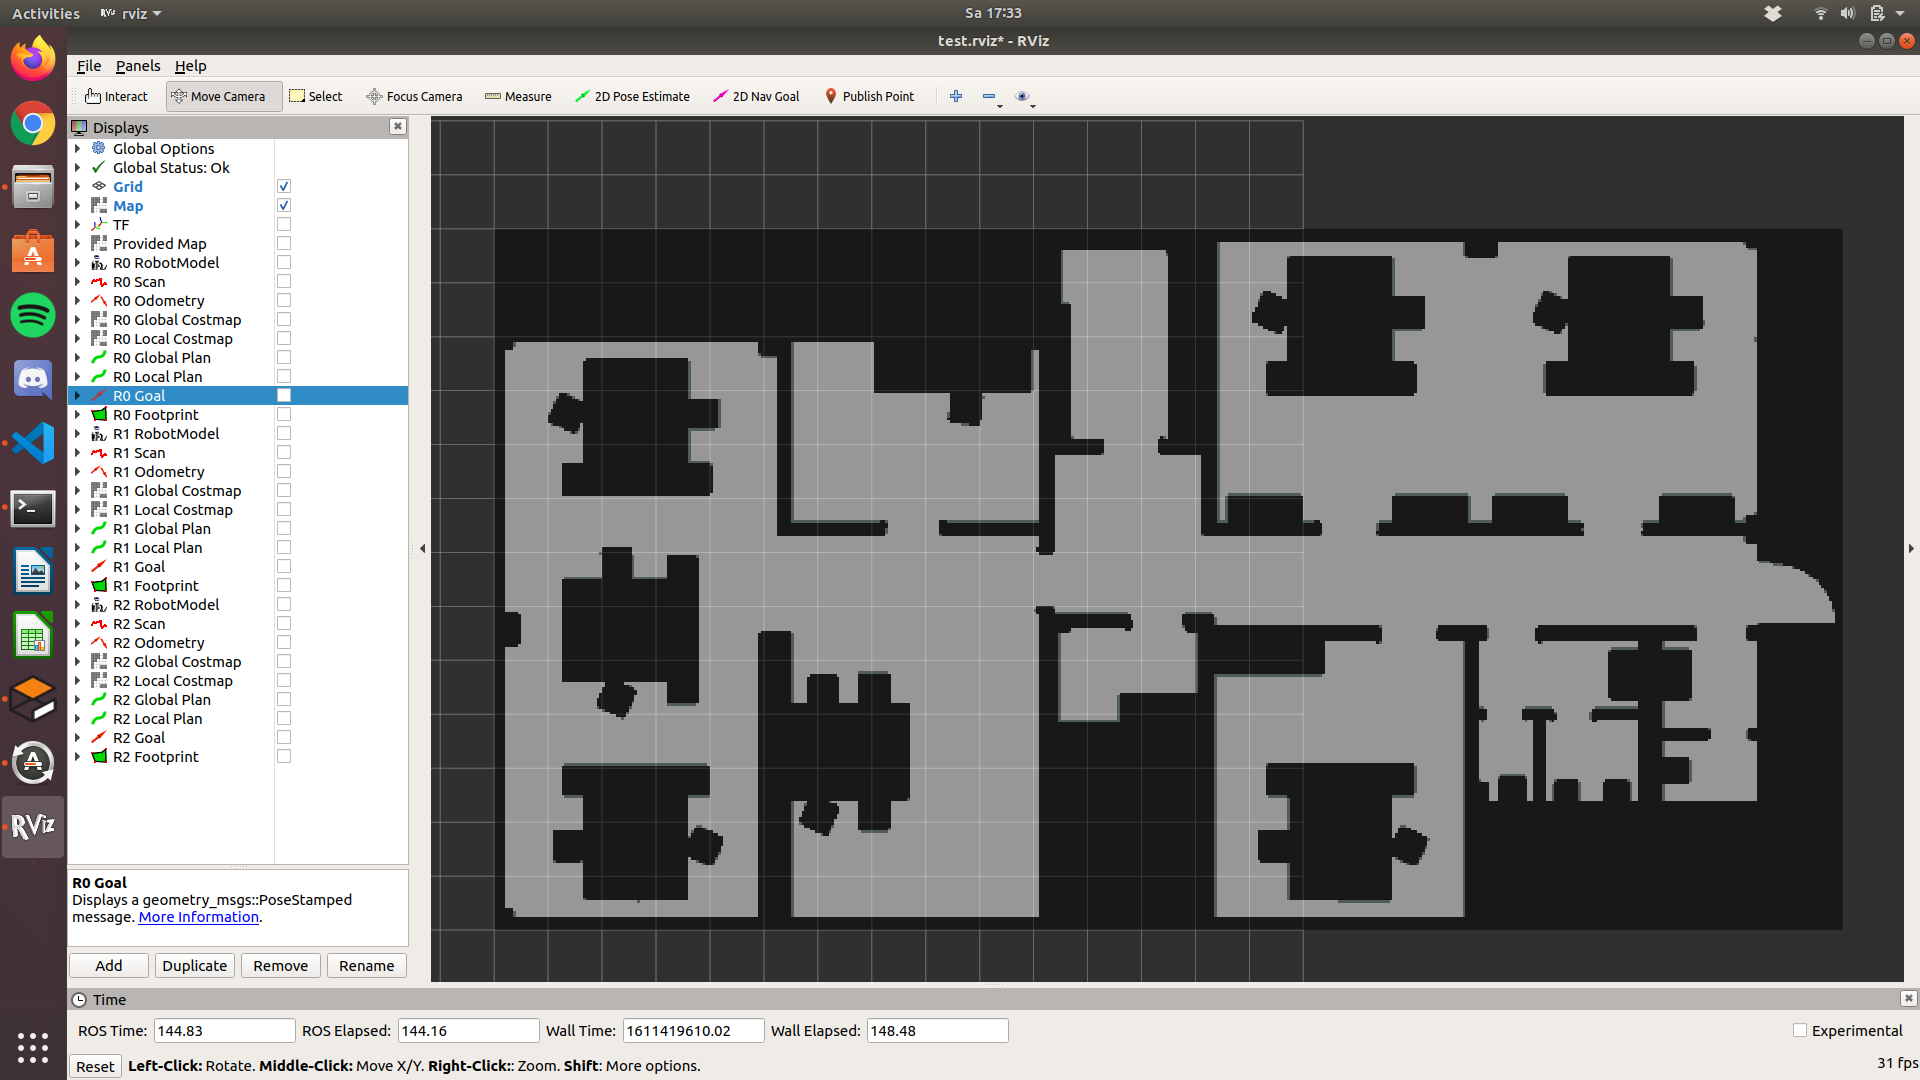 Activities RViz rviz Sa 17:33
test.rviz* - RViz
File Panels Help
Interact Move Camera Select Focus Camera Measure 2D Pose Estimate 2D Nav Goal Publish Point
Displays
Global Options
Global Status: Ok
Grid
Map
TF
Provided Map
R0 RobotModel
R0 Scan
R0 Odometry
R0 Global Costmap
R0 Local Costmap
R0 Global Plan
R0 Local Plan
R0 Goal
R0 Footprint
R1 RobotModel
R1 Scan
R1 Odometry
R1 Global Costmap
R1 Local Costmap
R1 Global Plan
R1 Local Plan
R1 Goal
R1 Footprint
R2 RobotModel
R2 Scan
R2 Odometry
R2 Global Costmap
R2 Local Costmap
R2 Global Plan
R2 Local Plan
R2 Goal
R2 Footprint
RViz
R0 Goal
Displays a geometry_msgs::PoseStamped
message. More Information.
Add Duplicate Remove Rename
Time
ROS Time: 144.83 ROS Elapsed: 144.16 Wall Time: 1611419610.02 Wall Elapsed: 148.48 Experimental
Reset Left-Click: Rotate. Middle-Click: Move X/Y. Right-Click:: Zoom. Shift: More options. 31 fps